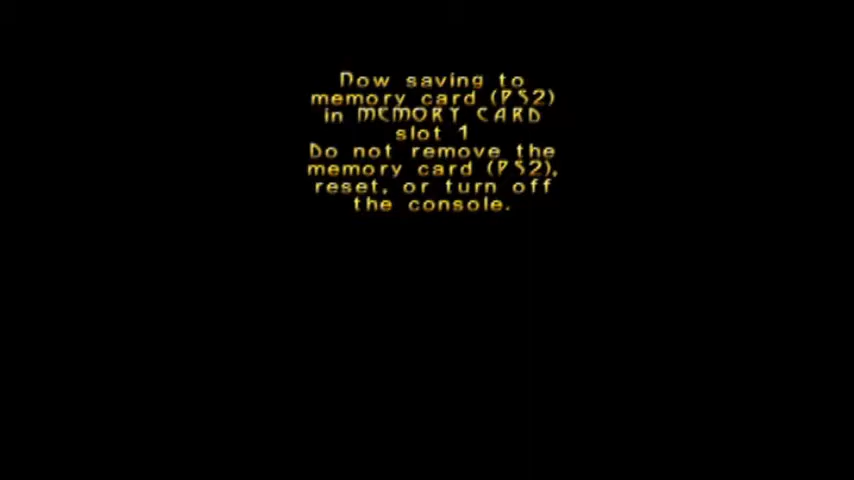 Now saving to
memory card (PS2)
in MEMORY CARD
slot 1
Do not remove the
memory card (PS2),
reset, or turn off
the console.